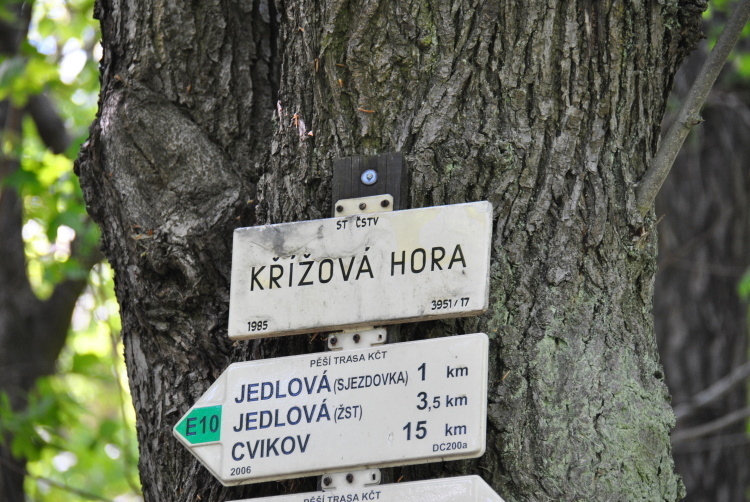 ST ČSTV
KŘÍŽOVÁ HORA
1985 3951/17
PĚŠÍ TRASA KČT
JEDLOVÁ (SJEZDOVKA) 1 km
E10 JEDLOVÁ (ŽST) 3,5 km
CVIKOV 15 km
2006 DC200a
PĚŠÍ TRASA KČT